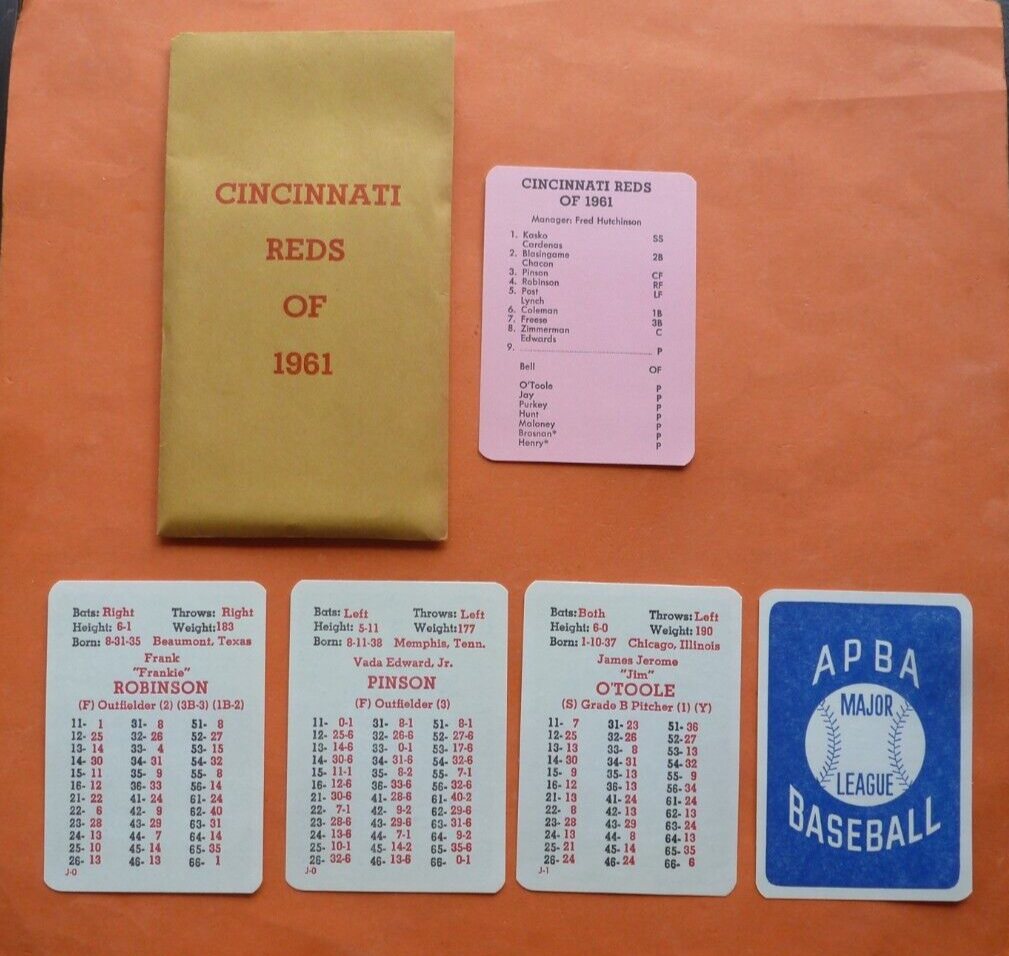 CINCINNATI
REDS
OF
1961
CINCINNATI REDS
OF 1961
Manager: Fred Hutchinson
1. Kasko SS
Cardenas
2. Blasingame 2B
Chacon
3. Pinson CF
4. Robinson RF
5. Post LF
Lynch
6. Coleman 1B
7. Freese 3B
8. Zimmerman C
Edwards
9. P
Bell OF
O'Toole P
Jay P
Purkey P
Hunt P
Maloney P
Brosnan* P
Henry* P
Bats: Right Throws: Right
Height: 6-1 Weight: 183
Born: 8-31-35 Beaumont, Texas
Frank
"Frankie"
ROBINSON
(F) Outfielder (2) (3B-3) (1B-2)
11- 1 31- 8 51- 8
12- 25 32- 26 52- 27
13- 14 33- 4 53- 15
14- 30 34- 31 54- 32
15- 11 35- 9 55- 8
16- 12 36- 33 56- 14
21- 22 41- 24 61- 24
22- 6 42- 9 62- 40
23- 28 43- 29 63- 31
24- 13 44- 7 64- 14
25- 10 45- 14 65- 35
26- 13 46- 13 66- 1
J-0
Bats: Left Throws: Left
Height: 5-11 Weight: 177
Born: 8-11-38 Memphis, Tenn.
Vada Edward, Jr.
PINSON
(F) Outfielder (3)
11- 0-1 31- 8-1 51- 8-1
12- 25-6 32- 26-6 52- 27-6
13- 14-6 33- 0-1 53- 17-6
14- 30-6 34- 31-6 54- 32-6
15- 11-1 35- 8-2 55- 7-1
16- 12-6 36- 33-6 56- 32-6
21- 30-6 41- 28-6 61- 40-2
22- 7-1 42- 9-2 62- 29-6
23- 28-6 43- 29-6 63- 31-6
24- 13-6 44- 7-1 64- 9-2
25- 10-1 45- 14-2 65- 35-6
26- 32-6 46- 13-6 66- 0-1
J-0
Bats: Both Throws: Left
Height: 6-0 Weight: 190
Born: 1-10-37 Chicago, Illinois
James Jerome
"Jim"
O'TOOLE
(S) Grade B Pitcher (1) (Y)
11- 7 31- 23 51- 36
12- 25 32- 26 52- 27
13- 13 33- 8 53- 13
14- 30 34- 31 54- 32
15- 9 35- 13 55- 9
16- 12 36- 13 56- 34
21- 13 41- 24 61- 24
22- 8 42- 13 62- 13
23- 28 43- 29 63- 24
24- 13 44- 8 64- 13
25- 21 45- 14 65- 35
26- 24 46- 24 66- 6
J-1
APBA
MAJOR
LEAGUE
BASEBALL